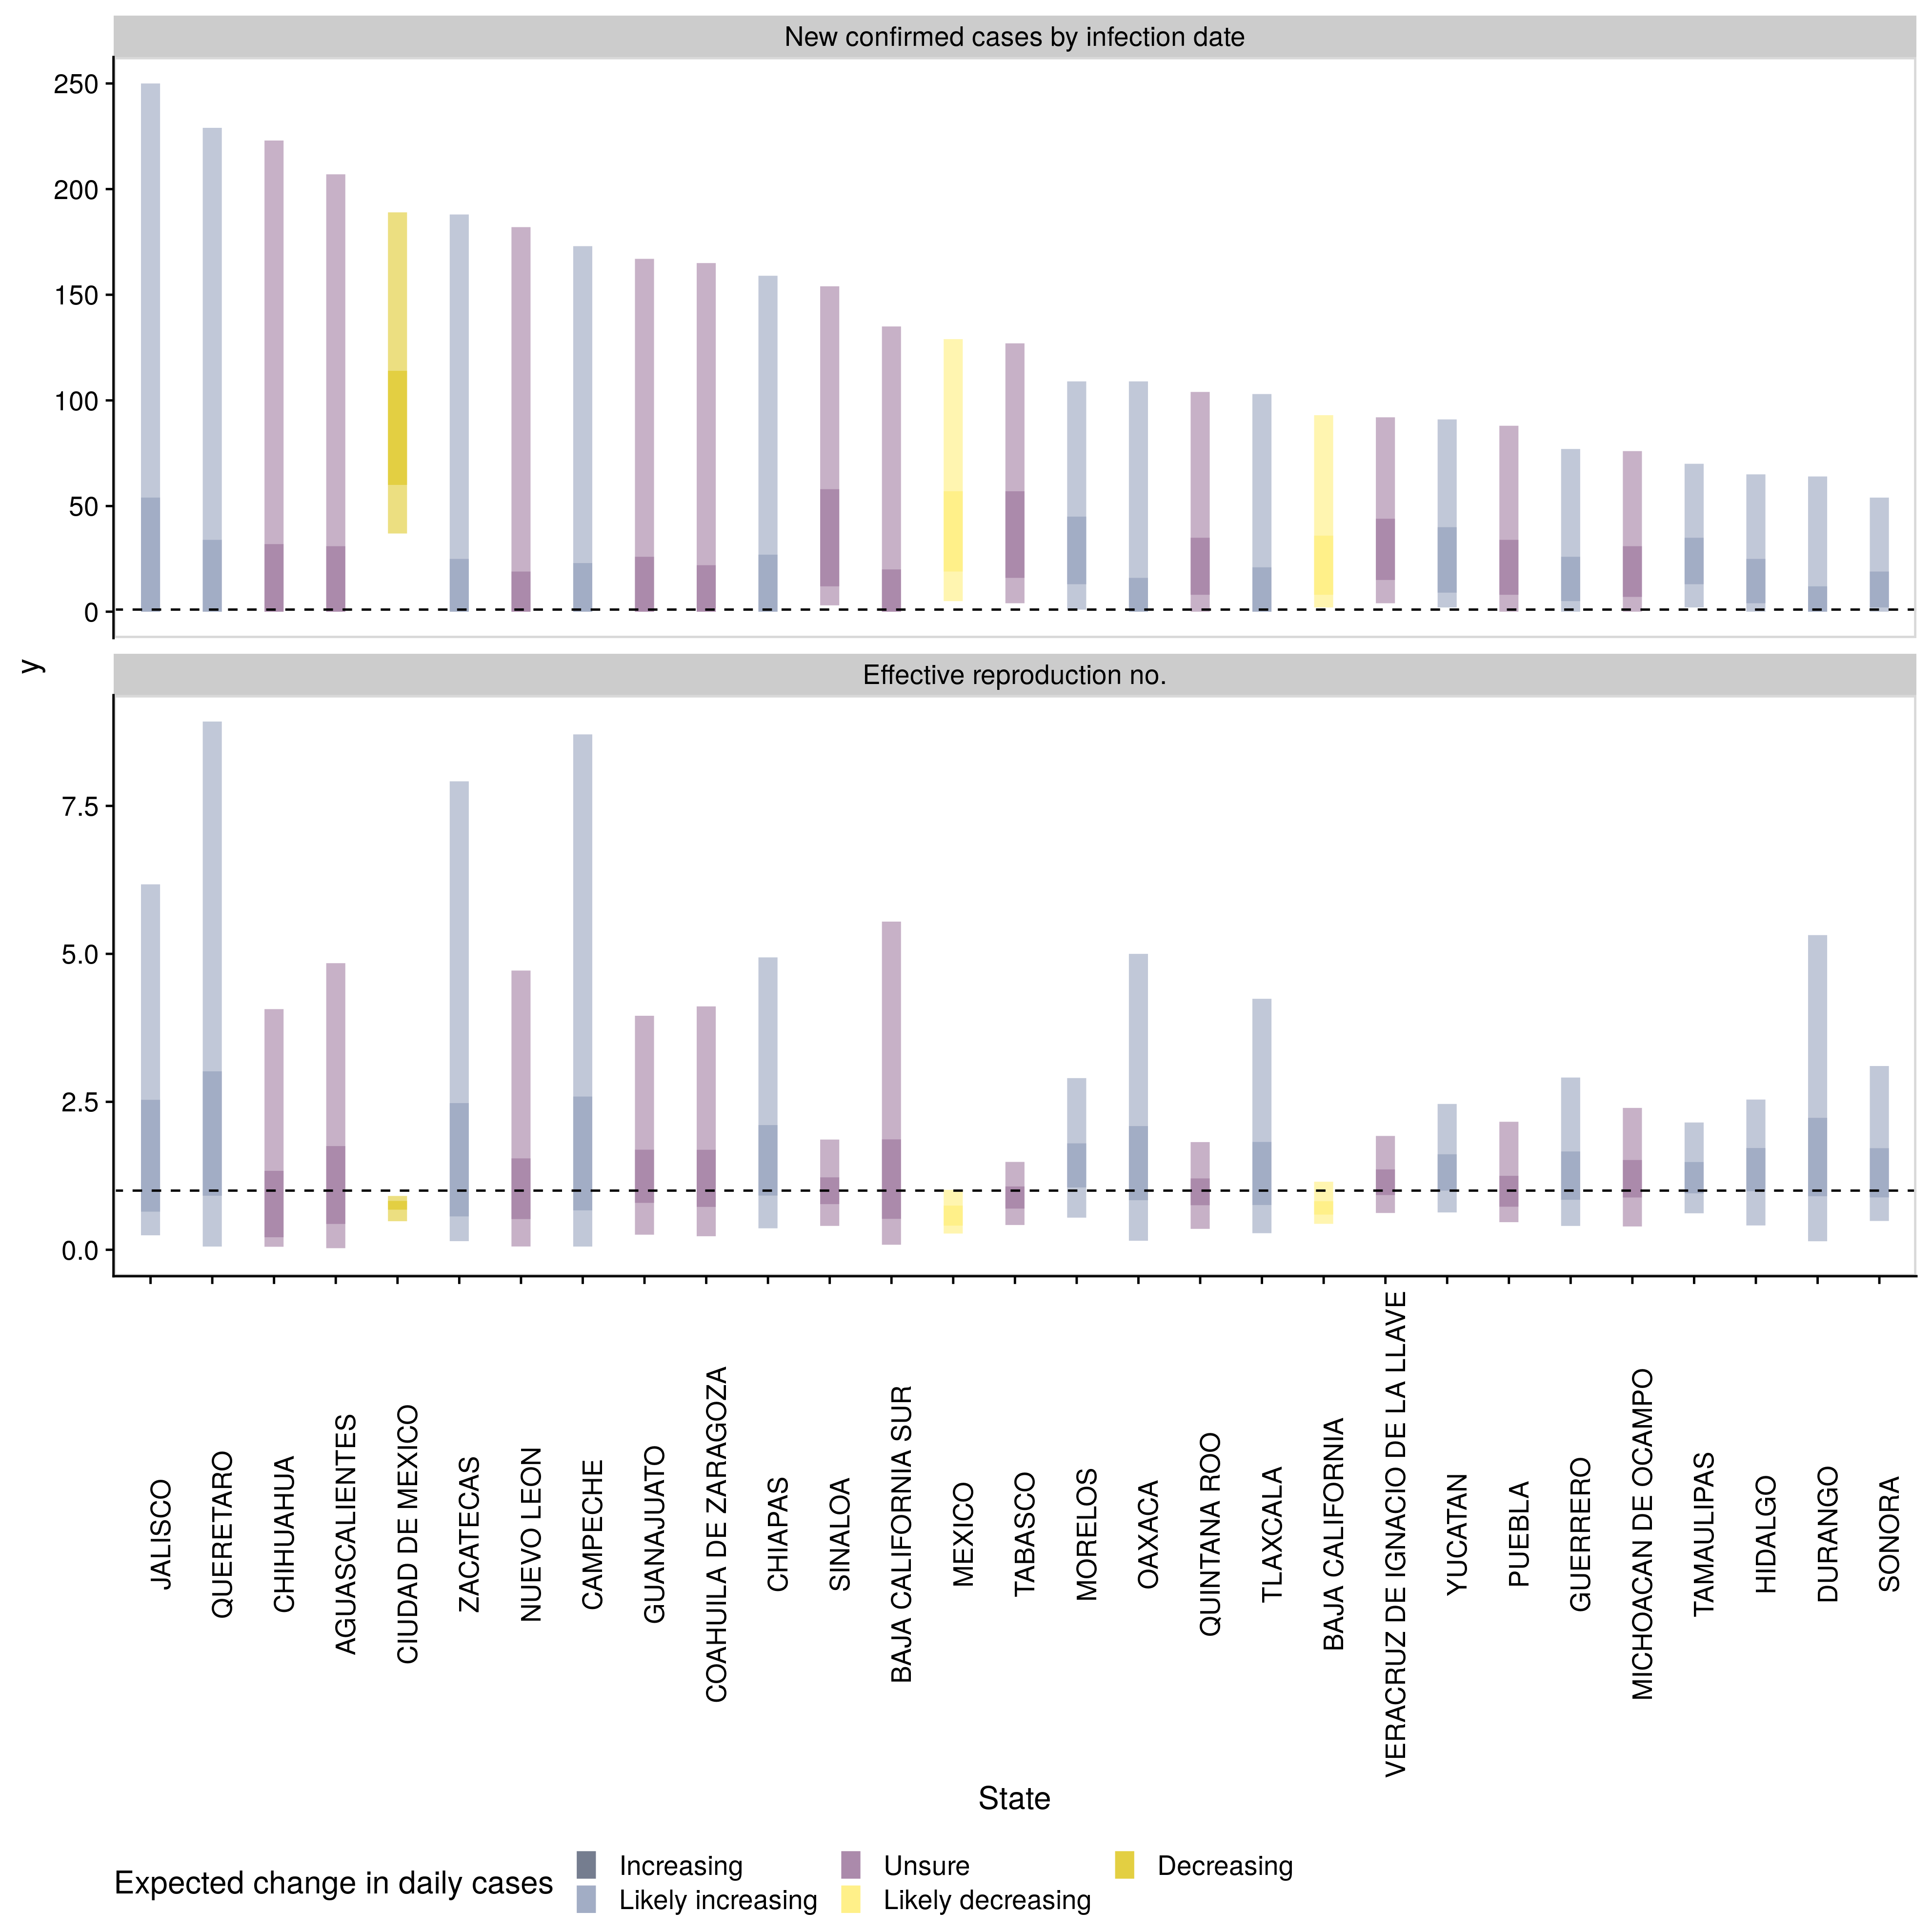 New confirmed cases by infection date
250
200
150
100
50
0
y
Effective reproduction no.
7.5
5.0
2.5
0.0
JALISCO
QUERETARO
CHIHUAHUA
AGUASCALIENTES
CIUDAD DE MEXICO
ZACATECAS
NUEVO LEON
CAMPECHE
GUANAJUATO
COAHUILA DE ZARAGOZA
CHIAPAS
SINALOA
BAJA CALIFORNIA SUR
MEXICO
TABASCO
MORELOS
OAXACA
QUINTANA ROO
TLAXCALA
BAJA CALIFORNIA
VERACRUZ DE IGNACIO DE LA LLAVE
YUCATAN
PUEBLA
GUERRERO
MICHOACAN DE OCAMPO
TAMAULIPAS
HIDALGO
DURANGO
SONORA
State
Expected change in daily cases
Increasing
Likely increasing
Unsure
Likely decreasing
Decreasing